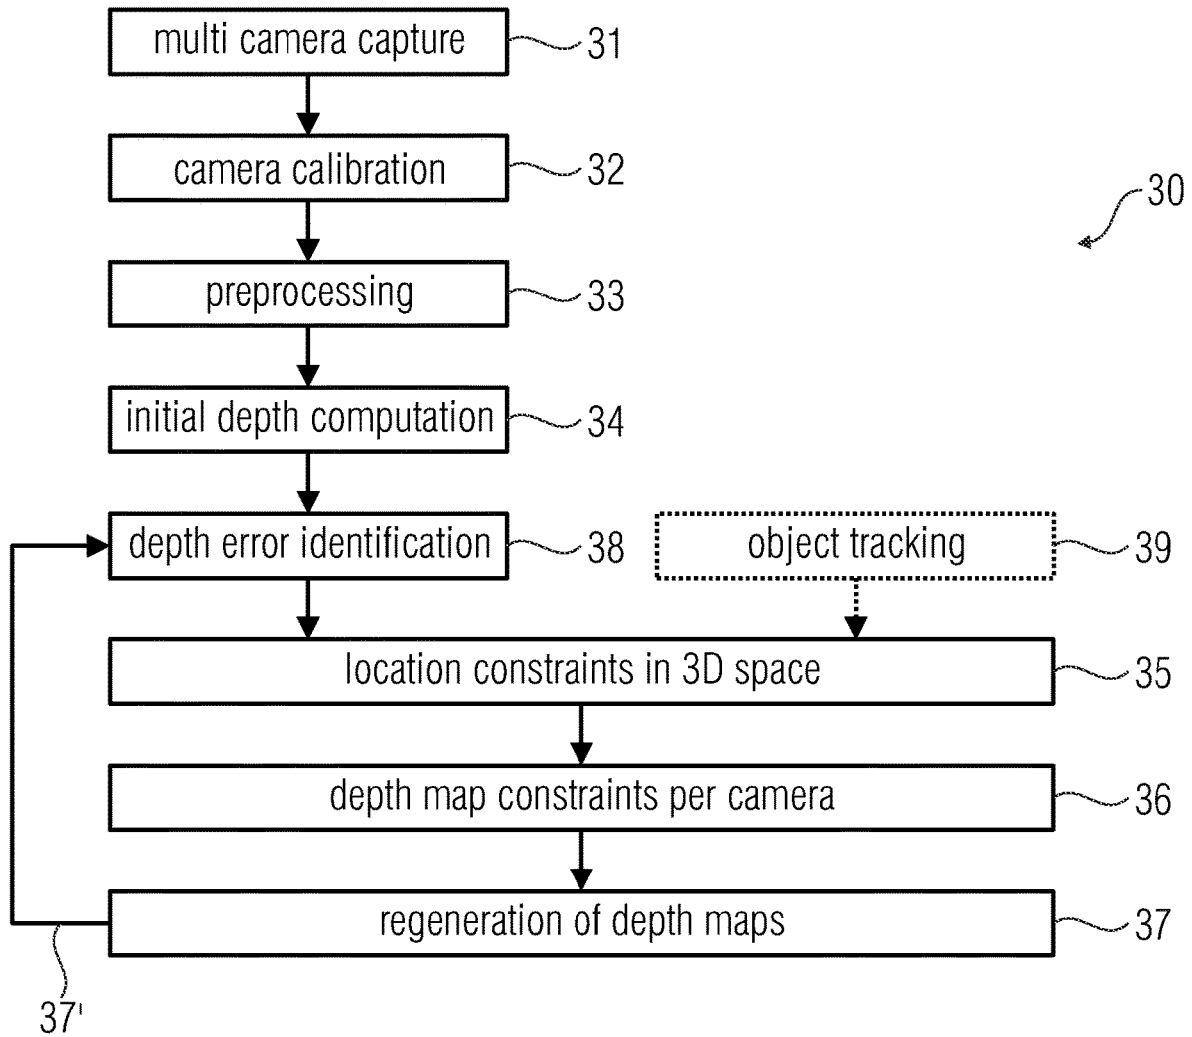 multi camera capture 31
camera calibration 32
30
preprocessing 33
initial depth computation 34
depth error identification 38
object tracking 39
location constraints in 3D space 35
depth map constraints per camera 36
regeneration of depth maps 37
37'